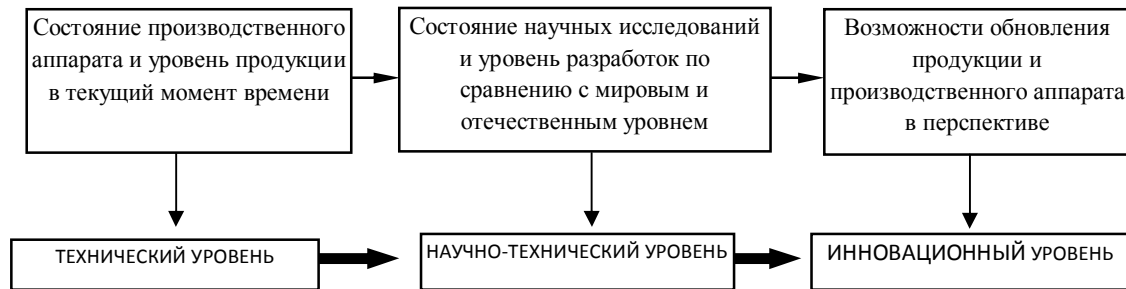 Состояние производственного
аппарата и уровень продукции
в текущий момент времени
Состояние научных исследований
и уровень разработок по
сравнению с мировым и
отечественным уровнем
Возможности обновления
продукции и
производственного аппарата
в перспективе
ТЕХНИЧЕСКИЙ УРОВЕНЬ
НАУЧНО-ТЕХНИЧЕСКИЙ УРОВЕНЬ
ИННОВАЦИОННЫЙ УРОВЕНЬ